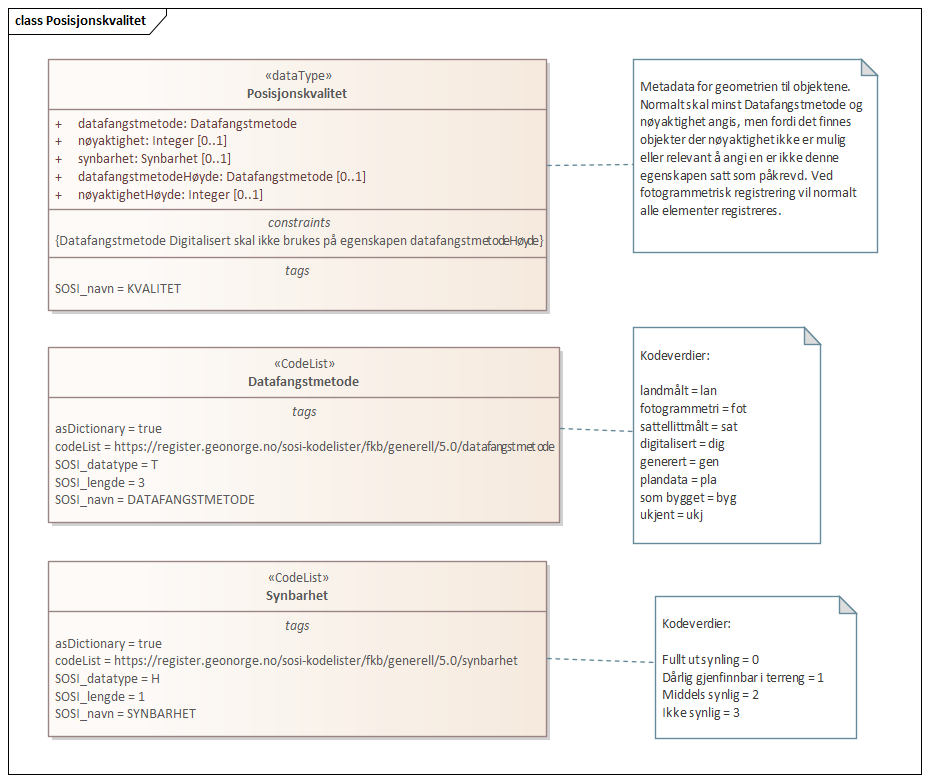 class Posisjonskvalitet
«dataType»
Posisjonskvalitet
+ datafangstmetode: Datafangstmetode
+ nøyaktighet: Integer [0..1]
+ synbarhet: Synbarhet [0..1]
+ datafangstmetodeHøyde: Datafangstmetode [0..1]
+ nøyaktighetHøyde: Integer [0..1]
constraints
{Datafangstmetode Digitalisert skal ikke brukes på egenskapen datafangstmetodeHøyde}
tags
SOSI_navn = KVALITET
Metadata for geometrien til objektene.
Normalt skal minst Datafangstmetode og
nøyaktighet angis, men fordi det finnes
objekter der nøyaktighet ikke er mulig
eller relevant å angi en er ikke denne
egenskapen satt som påkrevd. Ved
fotogrammetrisk registrering vil normalt
alle elementer registreres.
«CodeList»
Datafangstmetode
tags
asDictionary = true
codeList = https://register.geonorge.no/sosi-kodelister/fkb/generell/5.0/datafangstmetode
SOSI_datatype = T
SOSI_lengde = 3
SOSI_navn = DATAFANGSTMETODE
Kodeverdier:
landmålt = lan
fotogrammetri = fot
sattellittmålt = sat
digitalisert = dig
generert = gen
plandata = pla
som bygget = byg
ukjent = ukj
«CodeList»
Synbarhet
tags
asDictionary = true
codeList = https://register.geonorge.no/sosi-kodelister/fkb/generell/5.0/synbarhet
SOSI_datatype = H
SOSI_lengde = 1
SOSI_navn = SYNBARHET
Kodeverdier:
Fullt ut synling = 0
Dårlig gjenfinnbar i terreng = 1
Middels synlig = 2
Ikke synlig = 3